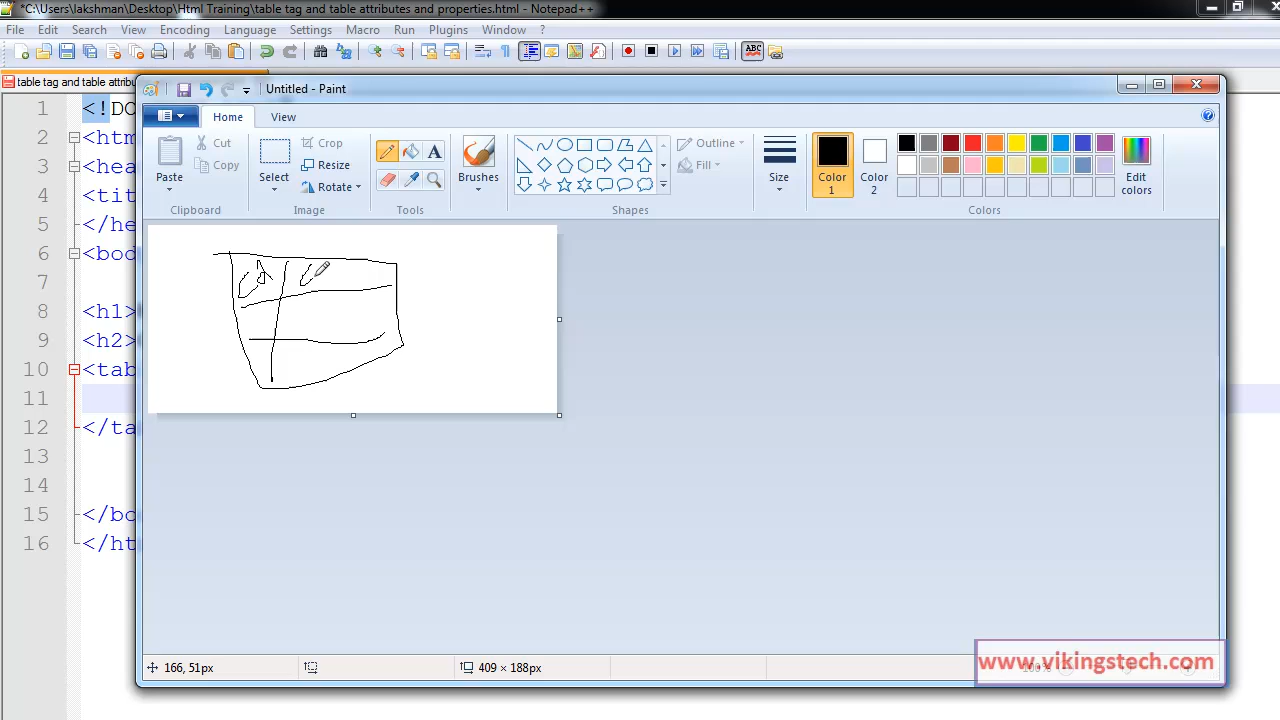 *C:\Users\lakshman\Desktop\Html Training\table tag and table attributes and properties.html - Notepad++
File Edit Search View Encoding Language Settings Macro Run Plugins Window ?
table tag and table attribu
Untitled - Paint
Home View
Paste Cut Copy Select Crop Resize Rotate Brushes Outline Fill Size Color 1 Color 2 Edit colors
Clipboard Image Tools Shapes Colors
1 <!DO
2 <htm
3 <hea
4 <tit
5 </hea
6 <bod
7
8 <h1>
9 <h2>
10 <tab
11
12 </ta
13
14
15 </bo
16 </ht
166, 51px 409 × 188px 100%
www.vikingstech.com